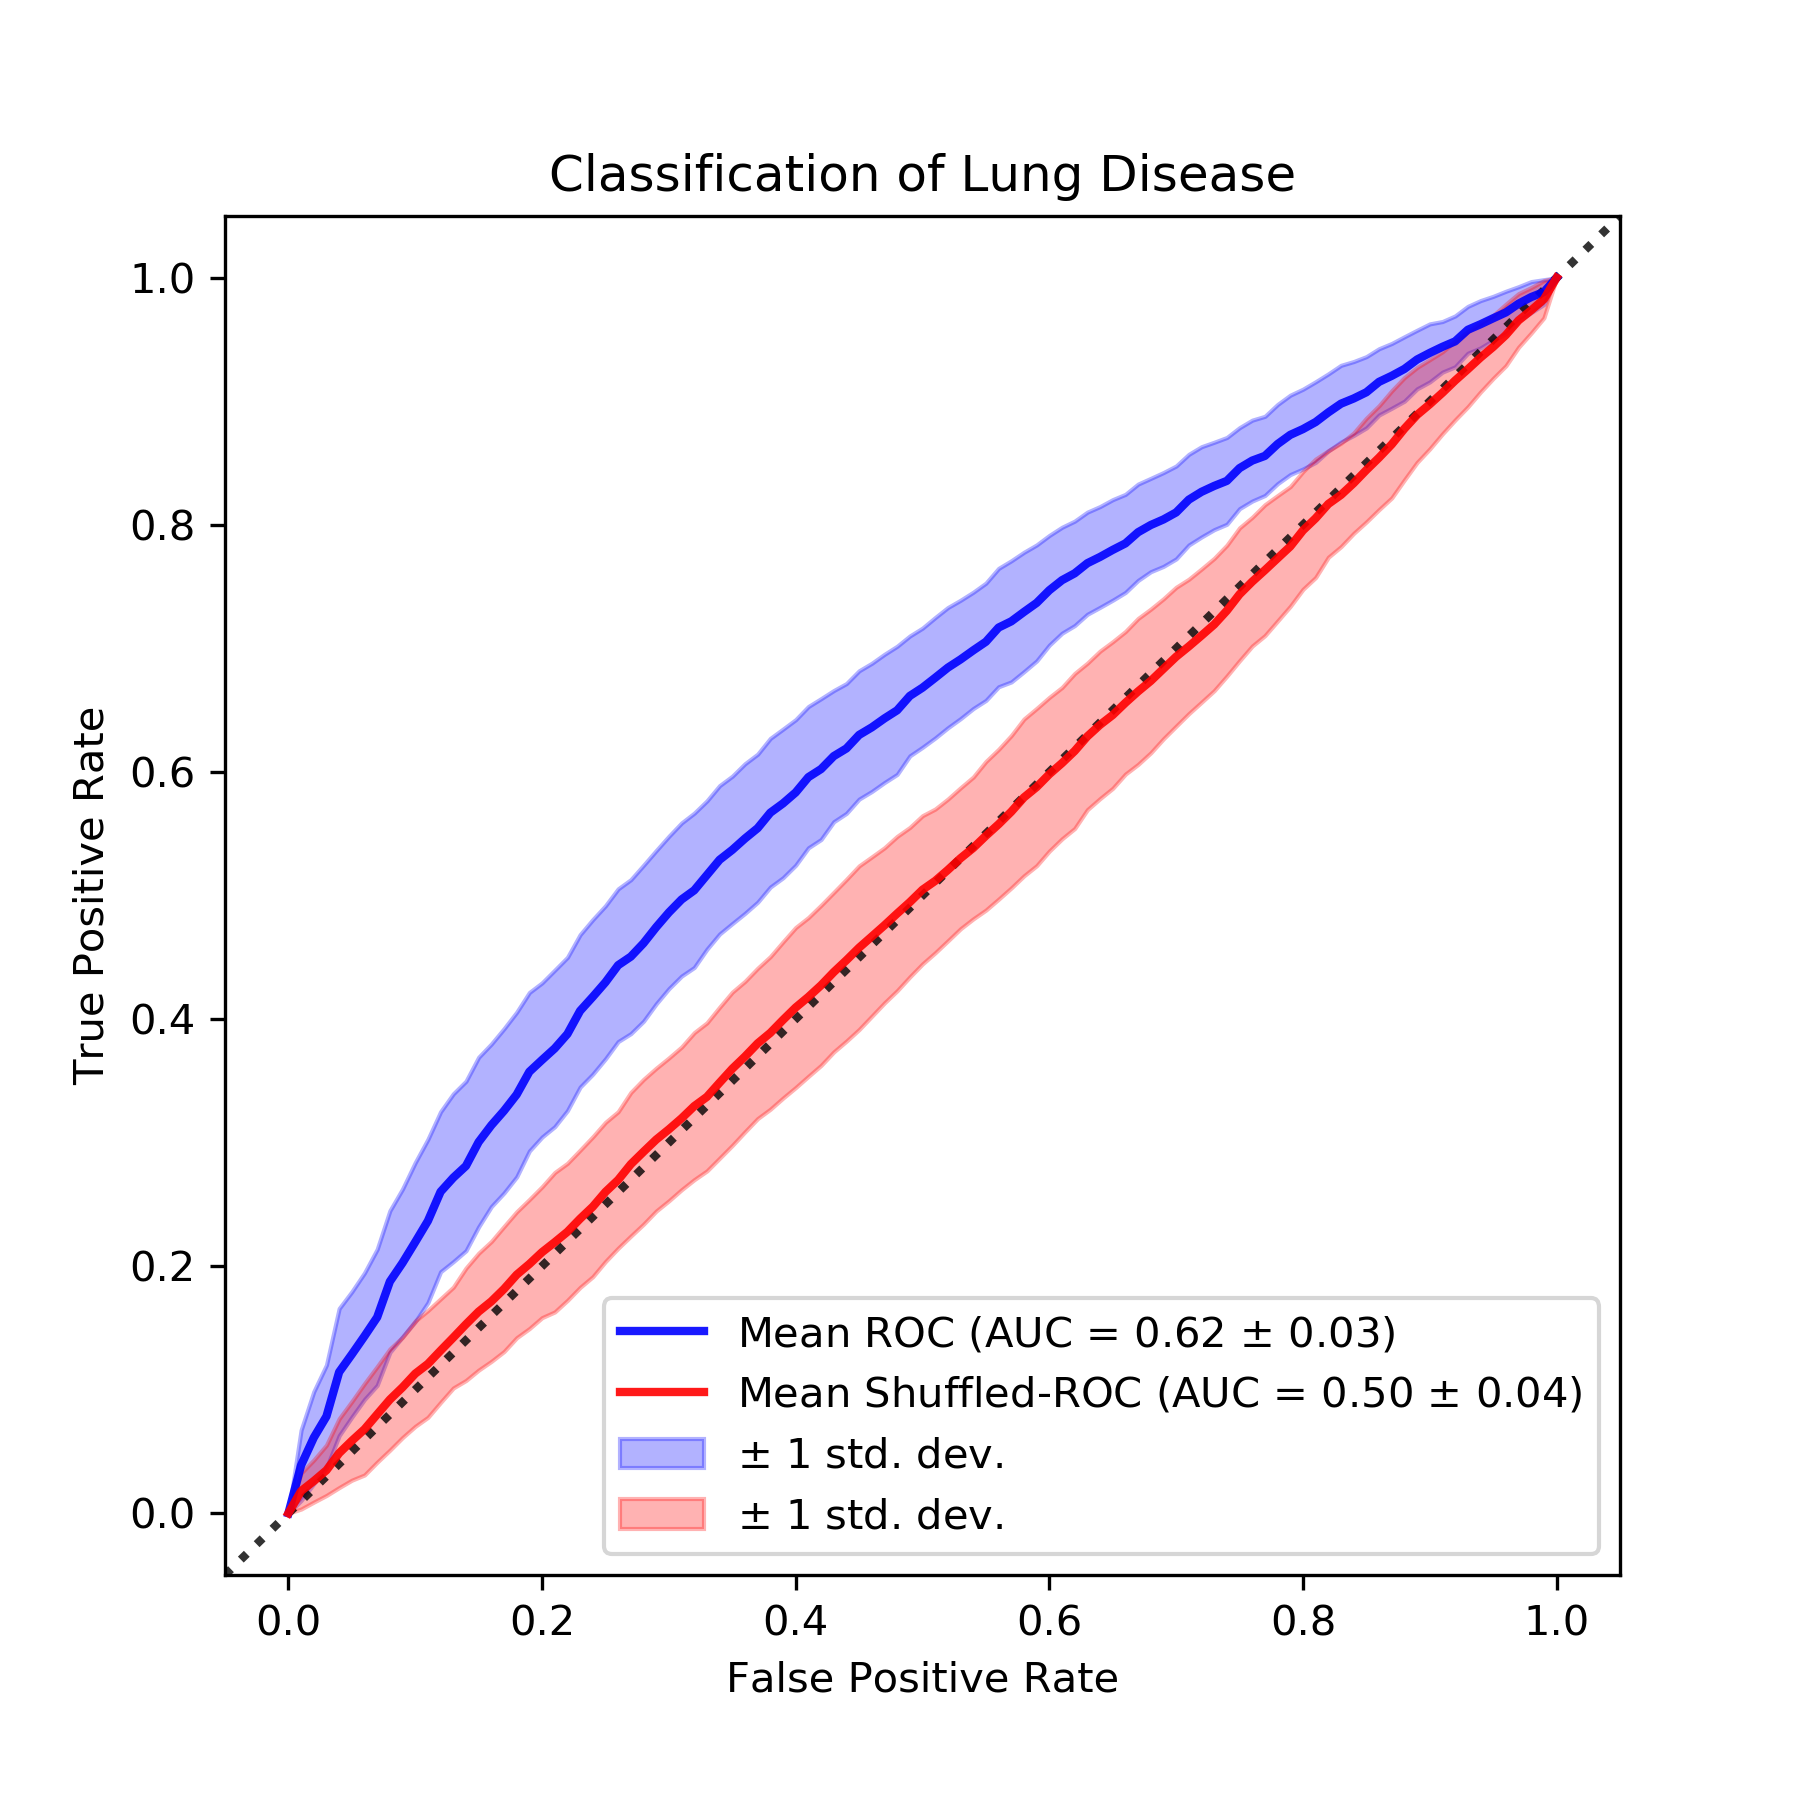 Classification of Lung Disease
1.0
0.8
0.6
0.4
0.2
0.0
True Positive Rate
Mean ROC (AUC = 0.62 ± 0.03)
Mean Shuffled-ROC (AUC = 0.50 ± 0.04)
± 1 std. dev.
± 1 std. dev.
0.0 0.2 0.4 0.6 0.8 1.0
False Positive Rate